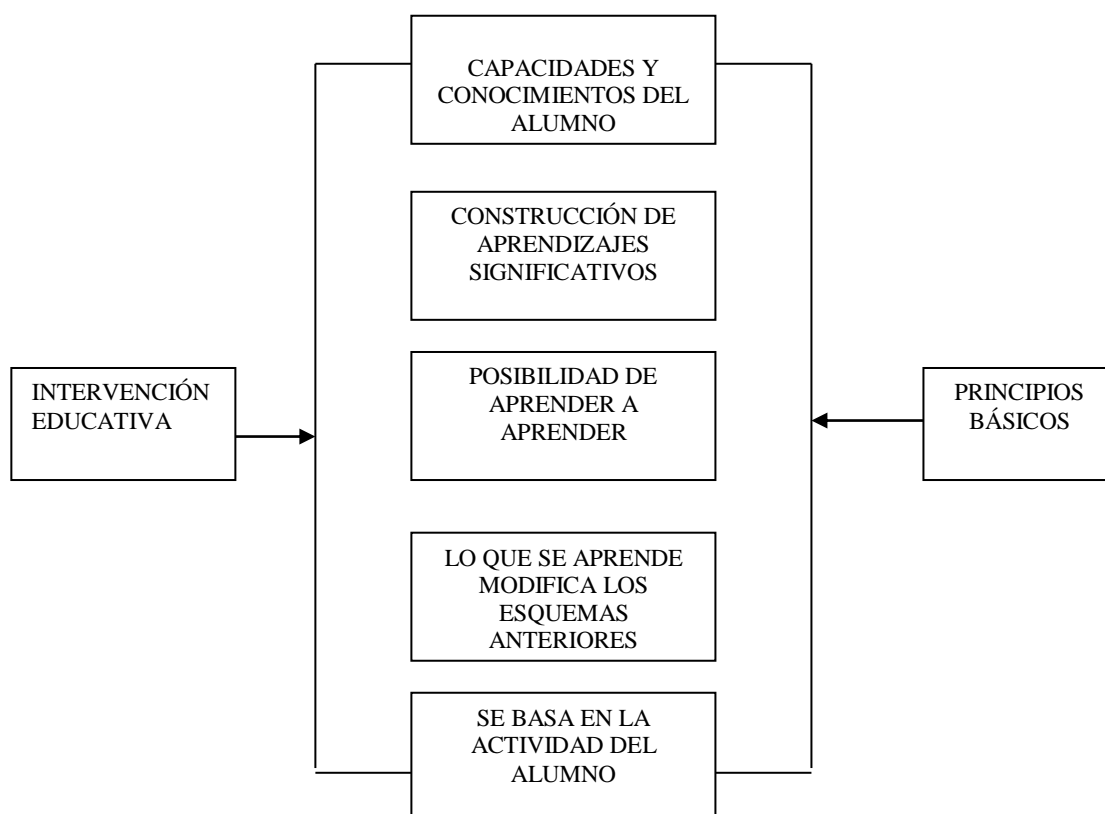 CAPACIDADES Y
CONOCIMIENTOS DEL
ALUMNO
CONSTRUCCIÓN DE
APRENDIZAJES
SIGNIFICATIVOS
INTERVENCIÓN
EDUCATIVA
POSIBILIDAD DE
APRENDER A
APRENDER
PRINCIPIOS
BÁSICOS
LO QUE SE APRENDE
MODIFICA LOS
ESQUEMAS
ANTERIORES
SE BASA EN LA
ACTIVIDAD DEL
ALUMNO